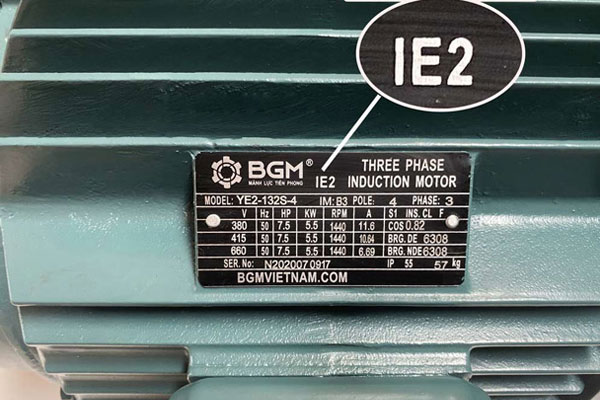 IE2
BGM® THREE PHASE
MÃNH LỰC TIÊN PHONG IE2 INDUCTION MOTOR
MODEL: YE2-132S-4 IM: B3 POLE: 4 PHASE: 3
V Hz HP KW RPM A S1 INS. CL F
380 50 7.5 5.5 1440 11.6 COS 0.82
415 50 7.5 5.5 1440 10.64 BRG. DE 6308
660 50 7.5 5.5 1440 6.69 BRG. NDE 6308
SER. No: N2020070917 IP 55 57 kg
BGMVIETNAM.COM